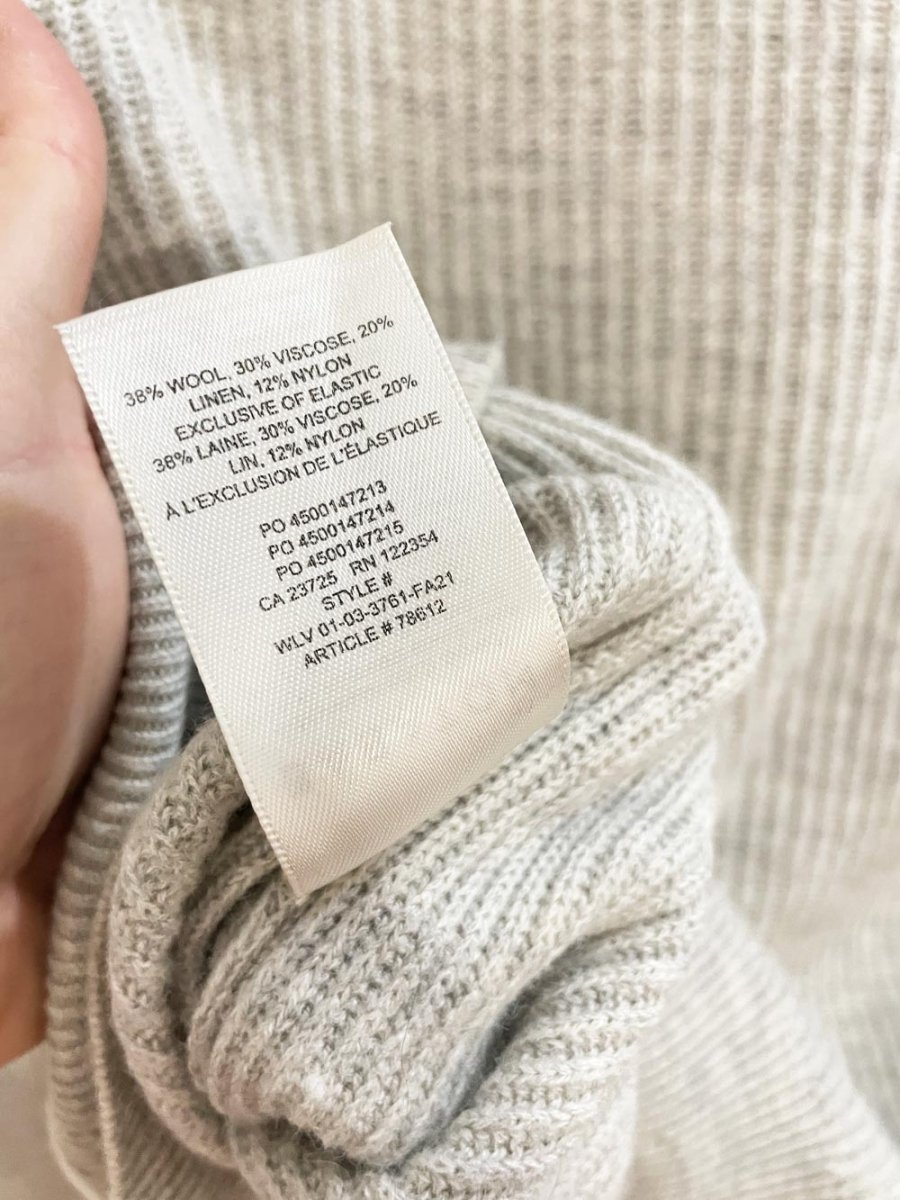 38% WOOL, 30% VISCOSE, 20%
LINEN, 12% NYLON
EXCLUSIVE OF ELASTIC
38% LAINE, 30% VISCOSE, 20%
LIN, 12% NYLON
À L'EXCLUSION DE L'ÉLASTIQUE
PO 4500147213
PO 4500147214
PO 4500147215
CA 23725 RN 122354
STYLE #
WLV 01-03-3761-FA21
ARTICLE # 78612